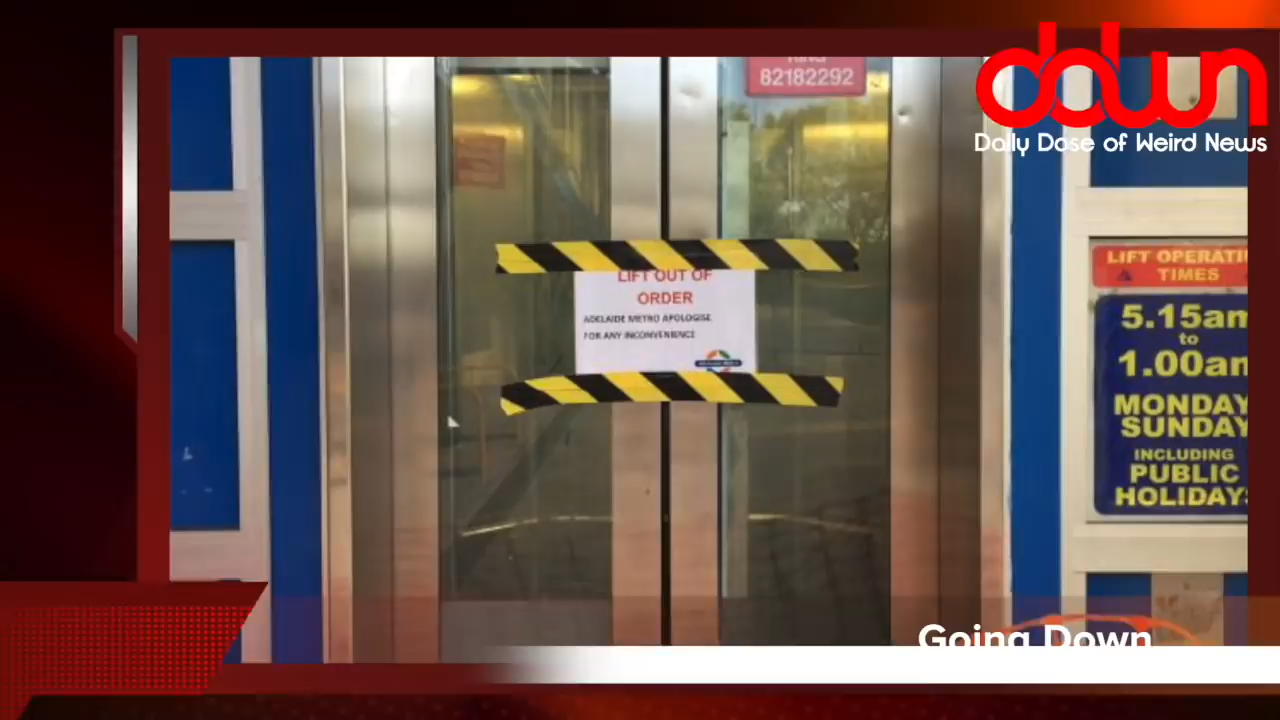 down
Daily Dose of Weird News
82182292
LIFT OUT OF
ORDER
ADELAIDE METRO APOLOGISE
FOR ANY INCONVENIENCE
LIFT OPERATI
TIMES
5.15am
to
1.00am
MONDAY
SUNDAY
INCLUDING
PUBLIC
HOLIDAYS
Going Down